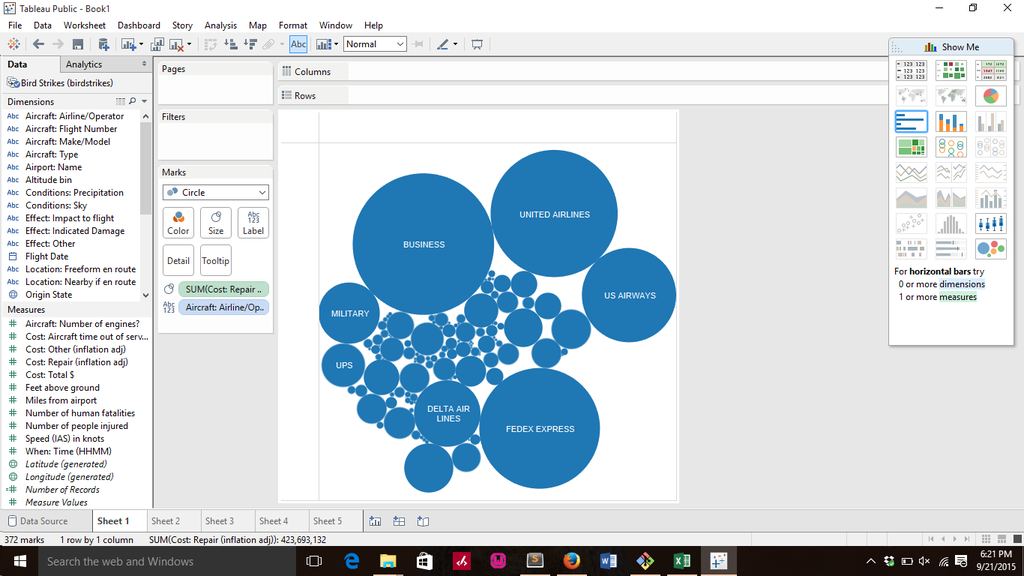 Tableau Public - Book1
File Data Worksheet Dashboard Story Analysis Map Format Window Help
Abc
Normal
Data
Analytics
Bird Strikes (birdstrikes)
Dimensions
Abc Aircraft: Airline/Operator
Abc Aircraft: Flight Number
Abc Aircraft: Make/Model
Abc Aircraft: Type
Abc Airport: Name
Abc Altitude bin
Abc Conditions: Precipitation
Abc Conditions: Sky
Abc Effect: Impact to flight
Abc Effect: Indicated Damage
Abc Effect: Other
Flight Date
Abc Location: Freeform en route
Abc Location: Nearby if en route
Origin State
Measures
# Aircraft: Number of engines?
# Cost: Aircraft time out of serv...
# Cost: Other (inflation adj)
# Cost: Repair (inflation adj)
# Cost: Total $
# Feet above ground
# Miles from airport
# Number of human fatalities
# Number of people injured
# Speed (IAS) in knots
# When: Time (HHMM)
Latitude (generated)
Longitude (generated)
# Number of Records
# Measure Values
Pages
Filters
Marks
Circle
Color
Size
Abc
123
Label
Detail
Tooltip
SUM(Cost: Repair ..
Abc
123
Aircraft: Airline/Op..
Columns
Rows
UNITED AIRLINES
BUSINESS
US AIRWAYS
MILITARY
UPS
DELTA AIR
LINES
FEDEX EXPRESS
Show Me
For horizontal bars try
0 or more dimensions
1 or more measures
Data Source
Sheet 1
Sheet 2
Sheet 3
Sheet 4
Sheet 5
372 marks 1 row by 1 column SUM(Cost: Repair (inflation adj)): 423,693,132
Search the web and Windows
6:21 PM
9/21/2015